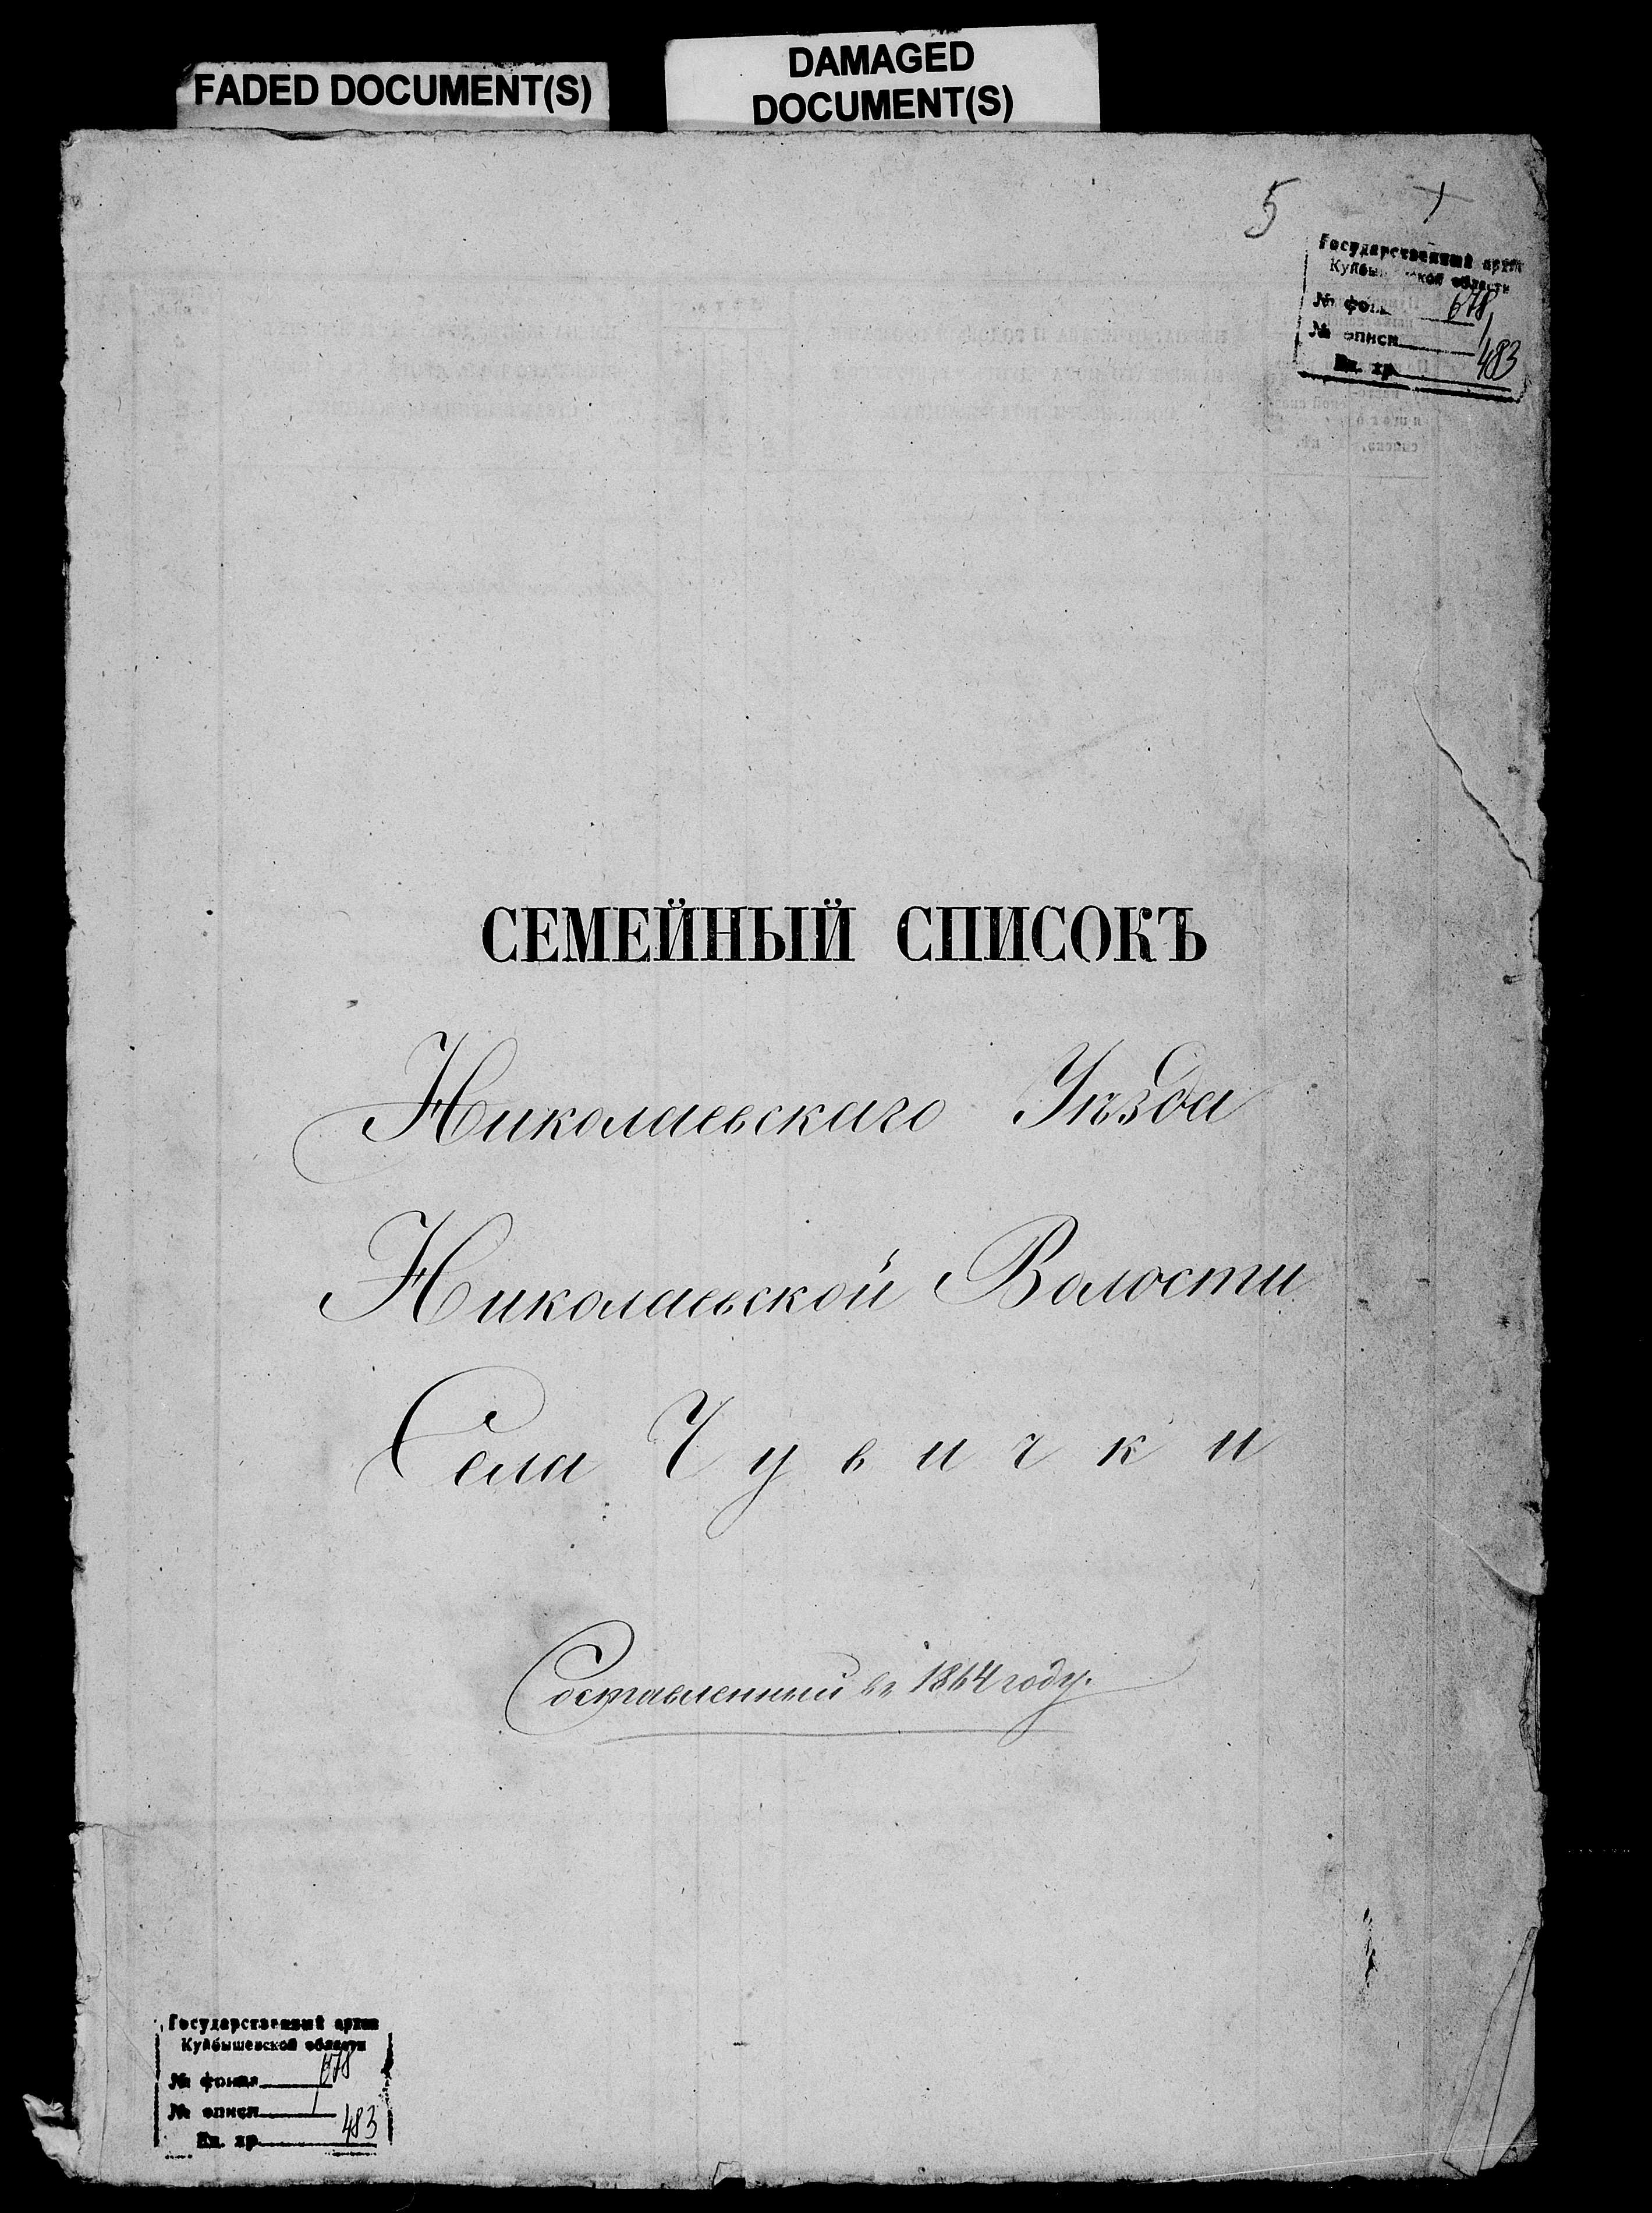 FADED DOCUMENT(S)
DAMAGED
DOCUMENT(S)
5
Государственный архив
Куйбышевской области
№ фонда 678
№ описи 1
Ед. хр. 483
СЕМЕЙНЫЙ СПИСОКЪ
Николаевскаго Уѣзда
Николаевской Волости
Села Чувички
Составленный въ 1864 году.
Государственный архив
Куйбышевской области
№ фонда 678
№ описи 1
Ед. хр. 483